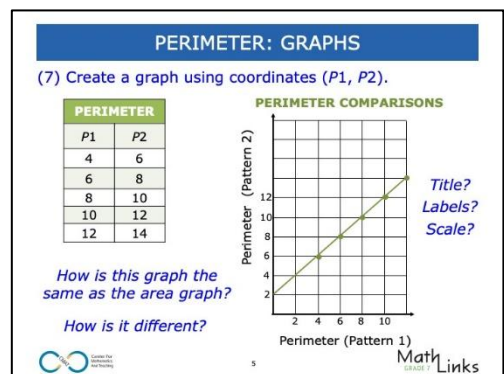 PERIMETER: GRAPHS
(7) Create a graph using coordinates (P1, P2).
PERIMETER
P1 P2
4 6
6 8
8 10
10 12
12 14
How is this graph the
same as the area graph?
How is it different?
PERIMETER COMPARISONS
Perimeter (Pattern 2)
12
10
8
6
4
2
2 4 6 8 10
Perimeter (Pattern 1)
Title?
Labels?
Scale?
5
Math Links
GRADE 7